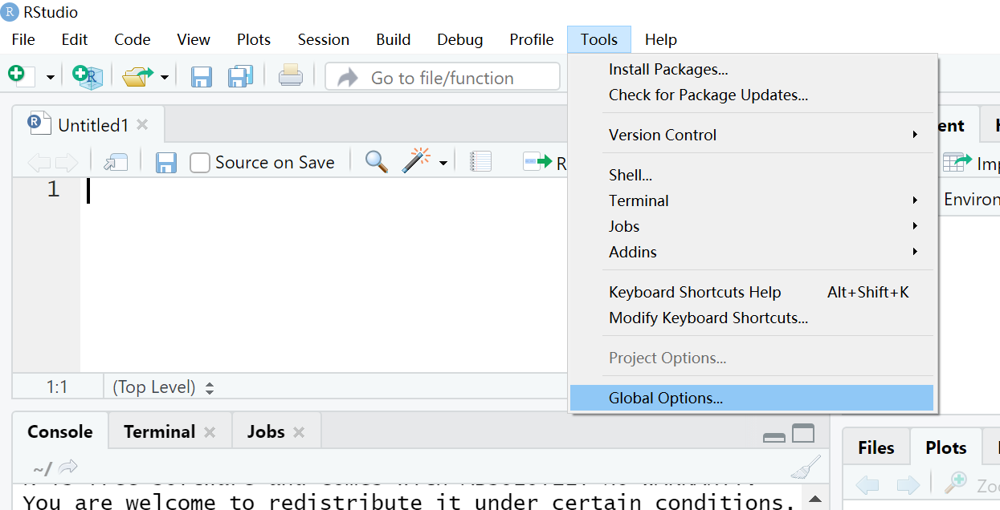 RStudio
File Edit Code View Plots Session Build Debug Profile Tools Help
Go to file/function
Install Packages...
Check for Package Updates...
Version Control
Shell...
Terminal
Jobs
Addins
Keyboard Shortcuts Help Alt+Shift+K
Modify Keyboard Shortcuts...
Project Options...
Global Options...
R Untitled1
Source on Save R
1
1:1 (Top Level)
ent
Imp
Environ
Console Terminal Jobs
~/
You are welcome to redistribute it under certain conditions.
Files Plots
Zoo